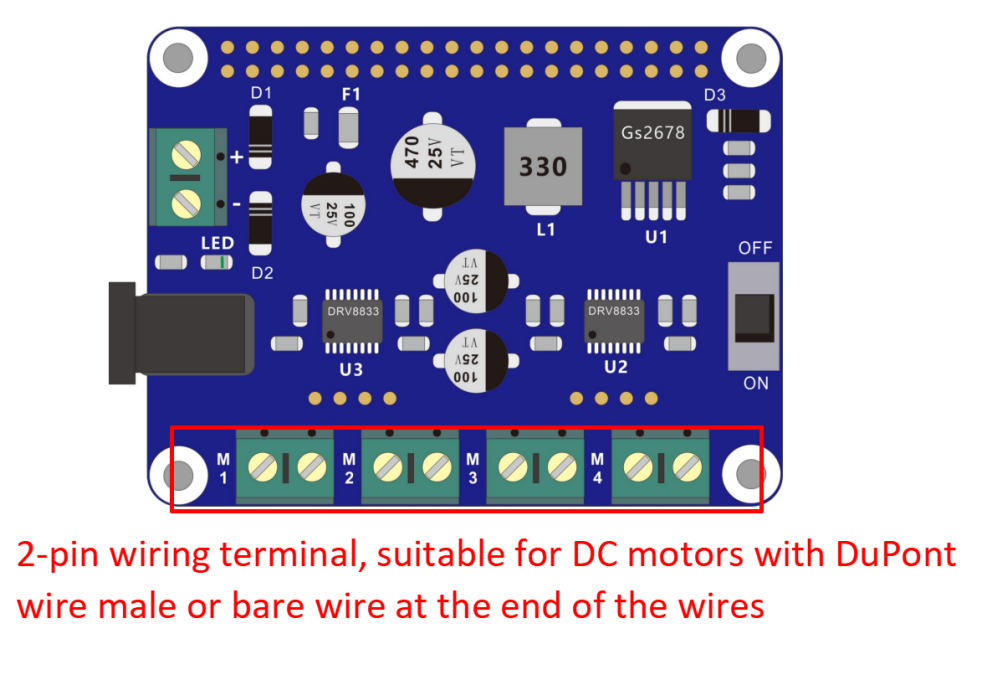 D1
F1
D3
470
25V
VT
330
Gs2678
+
-
100
25V
VT
L1
U1
LED
D2
OFF
VT
25V
100
DRV8833
DRV8833
VT
25V
100
U3
U2
ON
M
1
M
2
M
3
M
4
2-pin wiring terminal, suitable for DC motors with DuPont
wire male or bare wire at the end of the wires